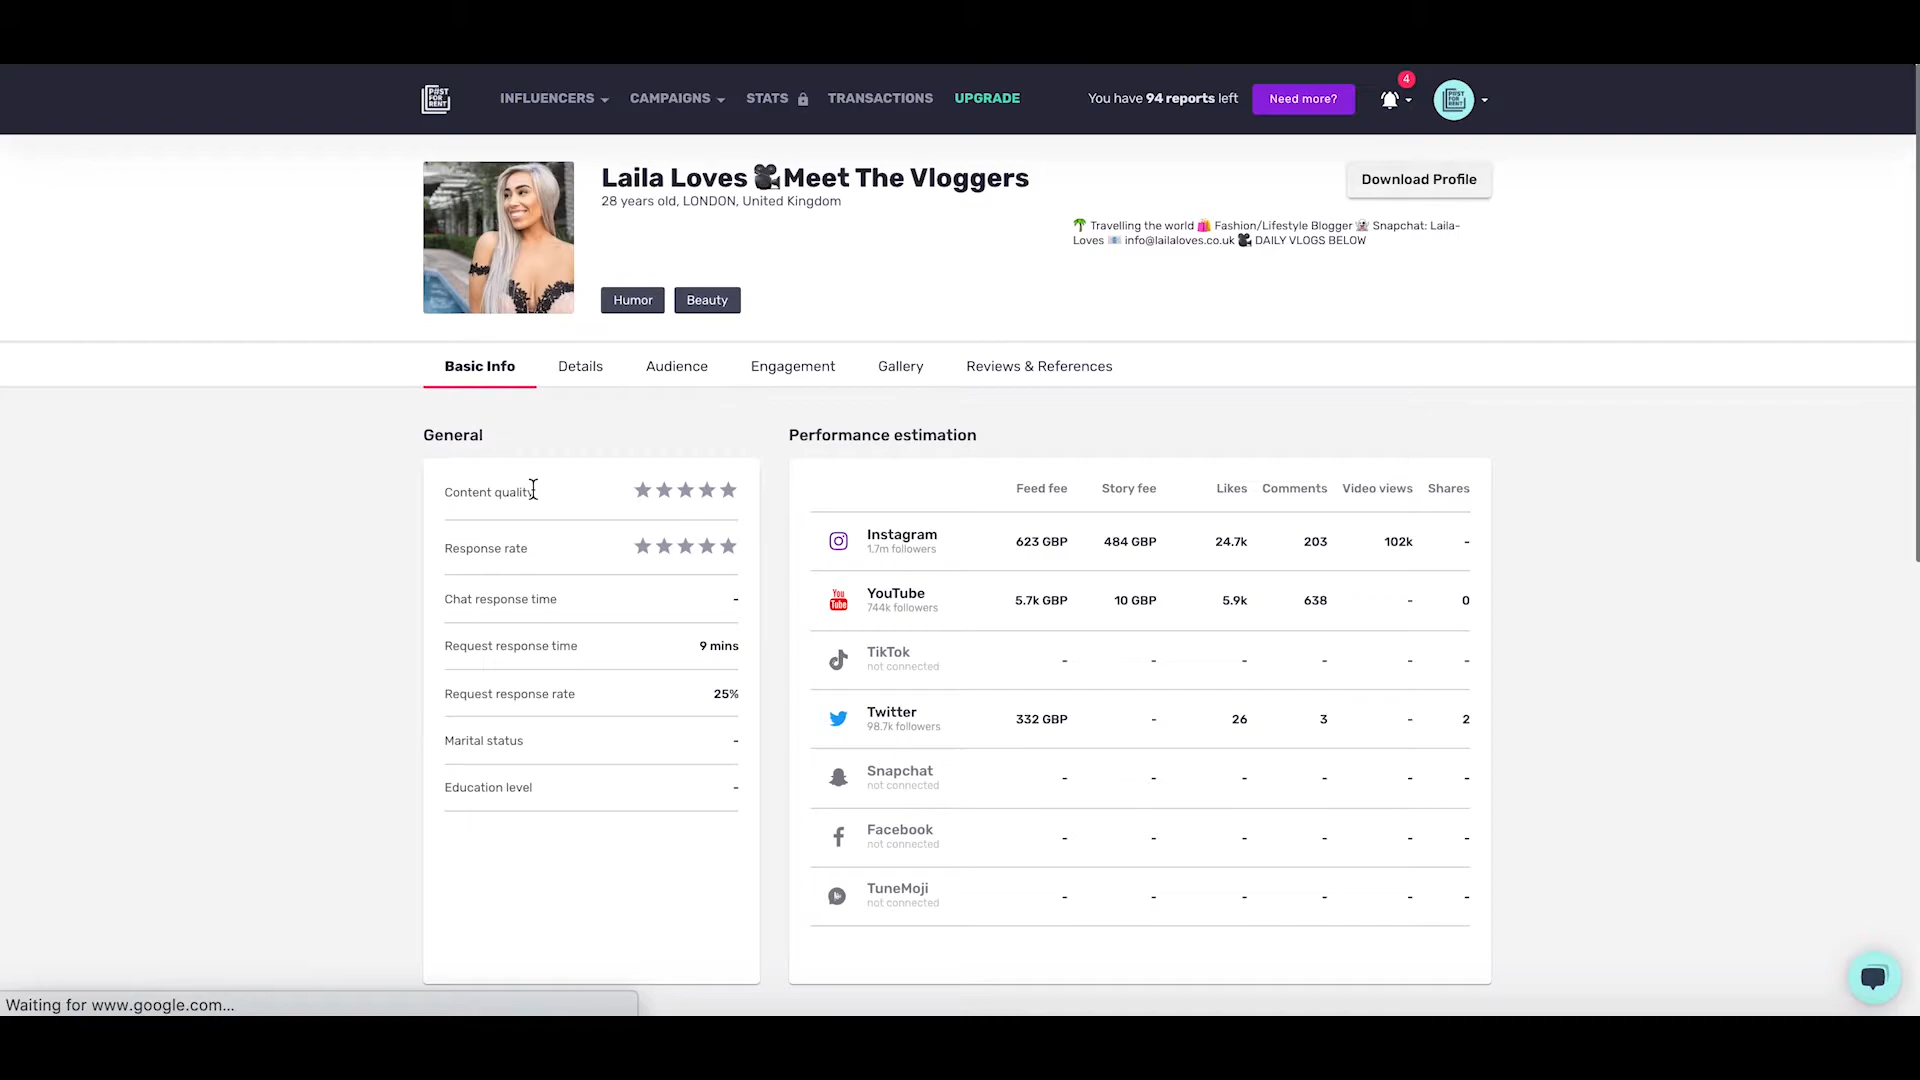 POST FOR RENT
INFLUENCERS CAMPAIGNS STATS TRANSACTIONS UPGRADE You have 94 reports left Need more? 4
Laila Loves 🎥Meet The Vloggers
28 years old, LONDON, United Kingdom
Download Profile
🌴 Travelling the world 🛍 Fashion/Lifestyle Blogger 👻 Snapchat: Laila-
Loves 📧 info@lailaloves.co.uk 🎥 DAILY VLOGS BELOW
Humor Beauty
Basic Info Details Audience Engagement Gallery Reviews & References
General
Content quality
Response rate
Chat response time -
Request response time 9 mins
Request response rate 25%
Marital status -
Education level -
Performance estimation
Feed fee Story fee Likes Comments Video views Shares
Instagram 623 GBP 484 GBP 24.7k 203 102k -
1.7m followers
YouTube 5.7k GBP 10 GBP 5.9k 638 - 0
744k followers
TikTok - - - - - -
not connected
Twitter 332 GBP - 26 3 - 2
98.7k followers
Snapchat - - - - - -
not connected
Facebook - - - - - -
not connected
TuneMoji - - - - - -
not connected
Waiting for www.google.com...